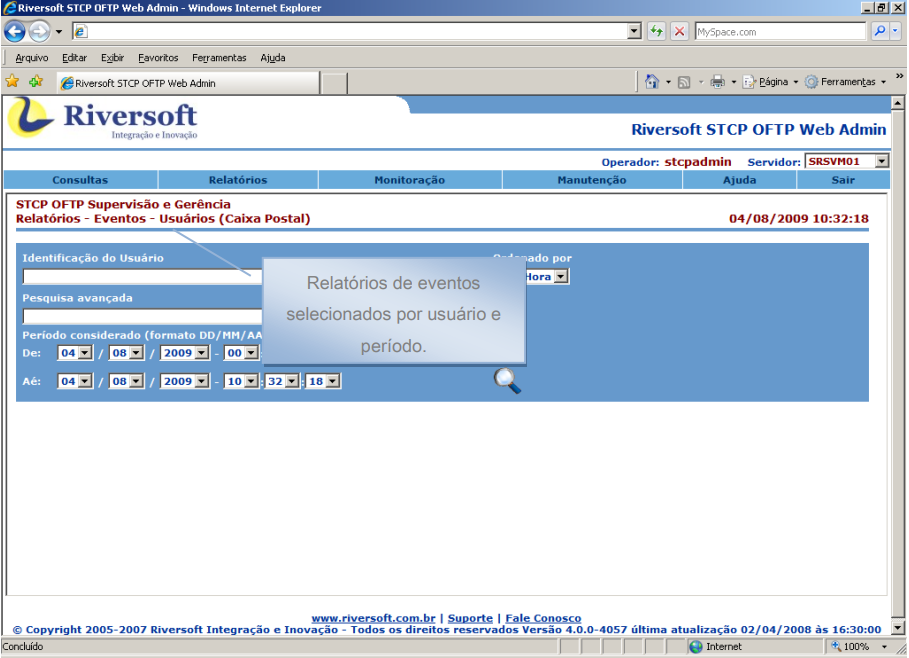 Riversoft STCP OFTP Web Admin - Windows Internet Explorer
MySpace.com
Arquivo Editar Exibir Favoritos Ferramentas Ajuda
Riversoft STCP OFTP Web Admin
Página Ferramentas »
Riversoft
Integração e Inovação
Riversoft STCP OFTP Web Admin
Operador: stcpadmin Servidor: SRSVM01
Consultas Relatórios Monitoração Manutenção Ajuda Sair
STCP OFTP Supervisão e Gerência
Relatórios - Eventos - Usuários (Caixa Postal) 04/08/2009 10:32:18
Identificação do Usuário
Hora
Pesquisa avançada
Relatórios de eventos
selecionados por usuário e
período.
Período considerado (formato DD/MM/AA
De: 04 / 08 / 2009 - 00
Aé: 04 / 08 / 2009 - 10 : 32 : 18
www.riversoft.com.br | Suporte | Fale Conosco
© Copyright 2005-2007 Riversoft Integração e Inovação - Todos os direitos reservados Versão 4.0.0-4057 última atualização 02/04/2008 às 16:30:00
Concluído Internet 100%